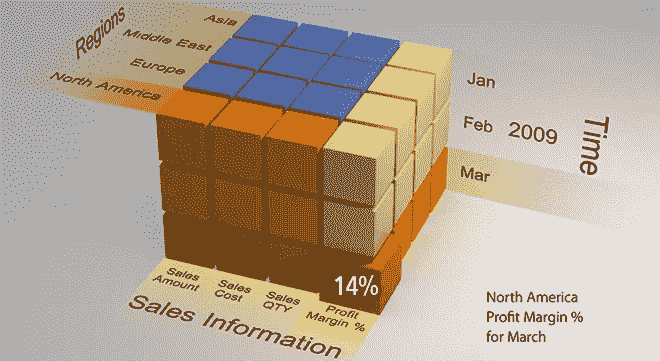 Regions
Asia
Middle East
Europe
North America
Jan
Feb 2009
Mar
Time
14%
Sales
Amount
Sales
Cost
Sales
QTY
Profit
Margin %
Sales Information
North America
Profit Margin %
for March